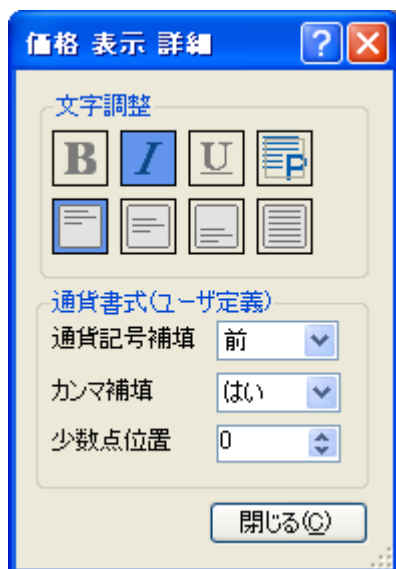 価格 表示 詳細
文字調整
B I U P
通貨書式(ユーザ定義)
通貨記号補填 前
カンマ補填 はい
少数点位置 0
閉じる(C)